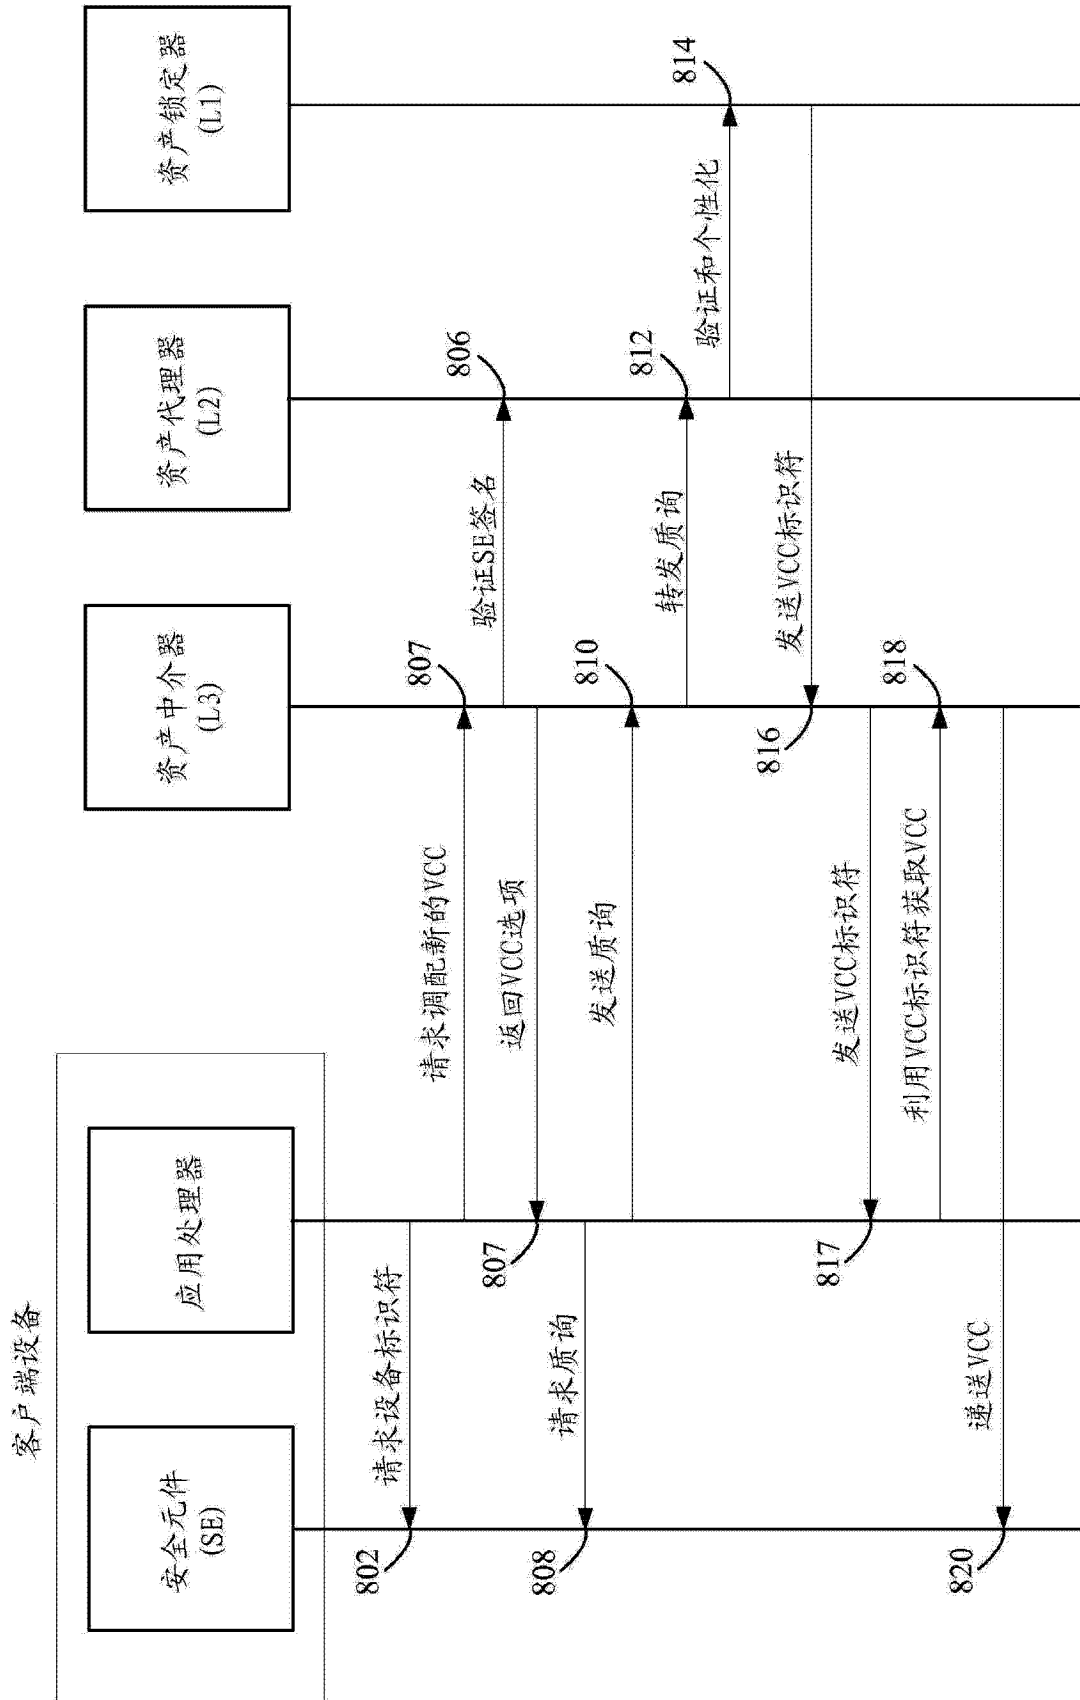 客户端设备
安全元件
(SE)
应用处理器
资产中介器
(L3)
资产代理器
(L2)
资产锁定器
(L1)
请求设备标识符
802
请求调配新的VCC
807
验证SE签名
806
返回VCC选项
807
请求质询
808
发送质询
810
转发质询
812
验证和个性化
814
发送VCC标识符
816
发送VCC标识符
817
利用VCC标识符获取VCC
818
递送VCC
820